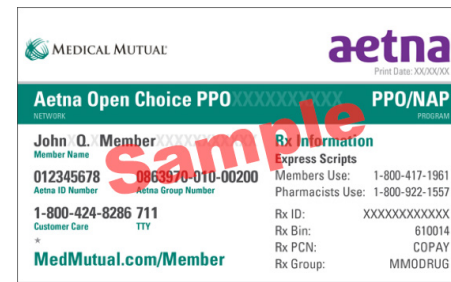 MEDICAL MUTUAL®
aetna
Print Date: XX/XX/XX
Aetna Open Choice PPOXXXXXXXXXX PPO/NAP
NETWORK PROGRAM
John Q. Member
Member Name
012345678 0863970-010-00200
Aetna ID Number Aetna Group Number
1-800-424-8286 711
Customer Care TTY
*
MedMutual.com/Member
Sample
Rx Information
Express Scripts
Members Use: 1-800-417-1961
Pharmacists Use: 1-800-922-1557
Rx ID: XXXXXXXXXXXX
Rx Bin: 610014
Rx PCN: COPAY
Rx Group: MMODRUG